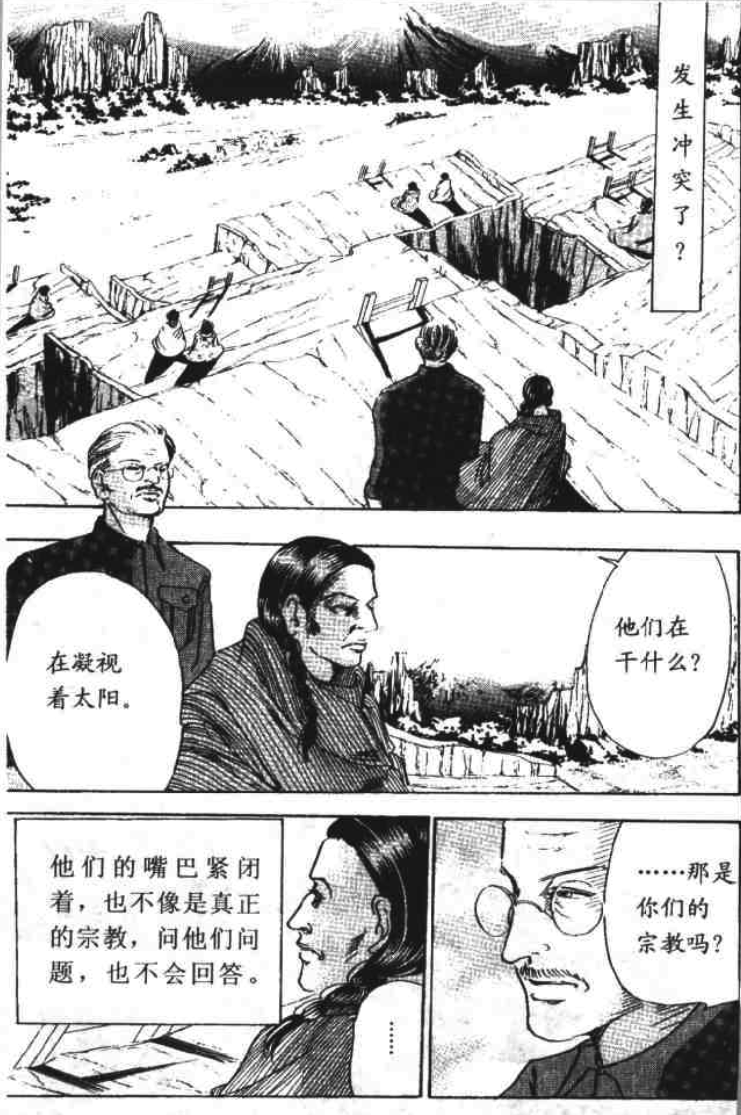 发生冲突了？
他们在
干什么？
在凝视
着太阳。
……那是
你们的
宗教吗？
……
他们的嘴巴紧闭
着，也不像是真正
的宗教，问他们问
题，也不会回答。